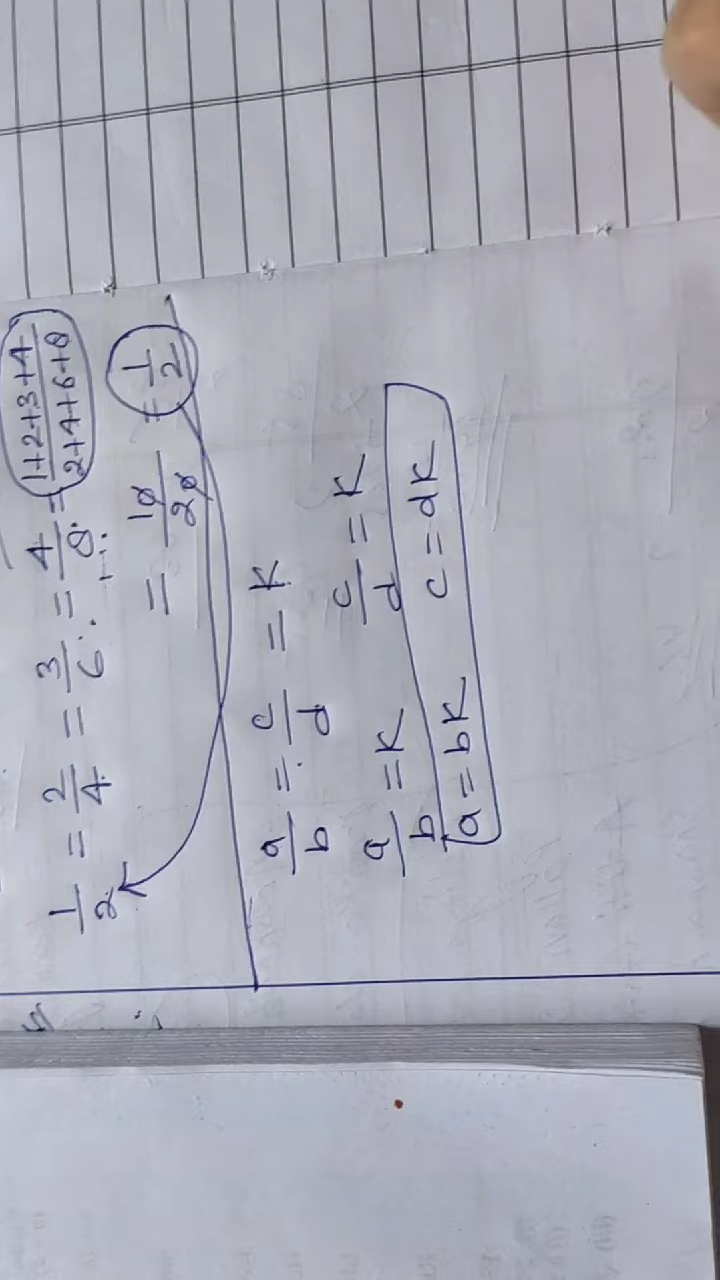 1/2 = 2/4 = 3/6 = 4/8 = (1+2+3+4)/(2+4+6+8)
= 10/20 = 1/2
a/b = c/d = K
a/b = K c/d = K
a = bK c = dK